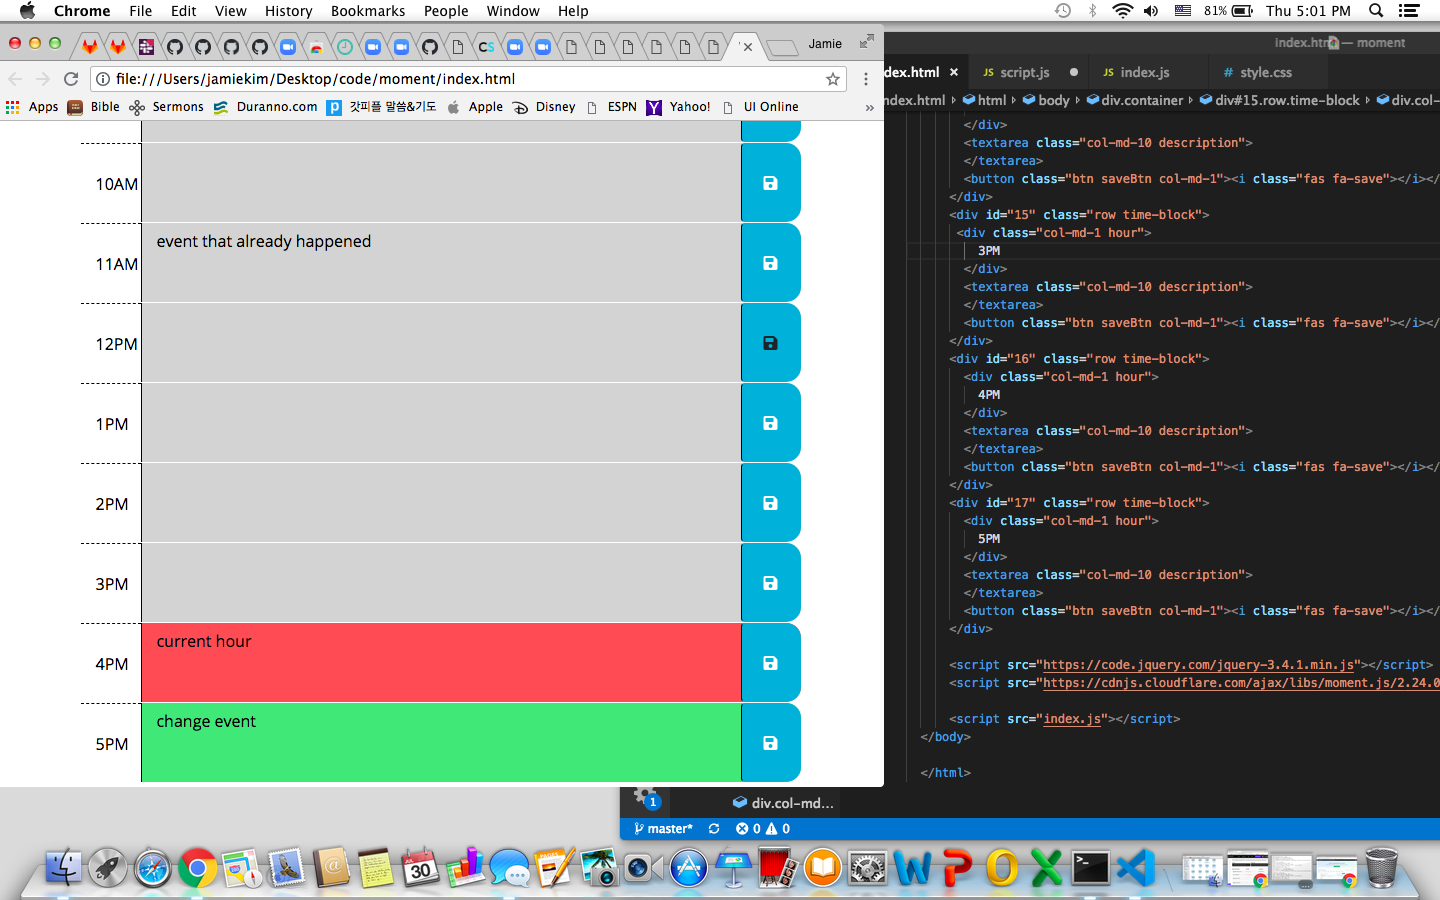 Chrome File Edit View History Bookmarks People Window Help 81% Thu 5:01 PM
Jamie
file:///Users/jamiekim/Desktop/code/moment/index.html
Apps Bible Sermons Duranno.com 갓피플 말씀&기도 Apple Disney ESPN Yahoo! UI Online »
10AM
event that already happened
11AM
12PM
1PM
2PM
3PM
current hour
4PM
change event
5PM
index.html — moment
dex.html × JS script.js JS index.js # style.css
ndex.html › html › body › div.container › div#15.row.time-block › div.col-
</div>
<textarea class="col-md-10 description">
</textarea>
<button class="btn saveBtn col-md-1"><i class="fas fa-save"></i></
</div>
<div id="15" class="row time-block">
<div class="col-md-1 hour">
3PM
</div>
<textarea class="col-md-10 description">
</textarea>
<button class="btn saveBtn col-md-1"><i class="fas fa-save"></i></
</div>
<div id="16" class="row time-block">
<div class="col-md-1 hour">
4PM
</div>
<textarea class="col-md-10 description">
</textarea>
<button class="btn saveBtn col-md-1"><i class="fas fa-save"></i></
</div>
<div id="17" class="row time-block">
<div class="col-md-1 hour">
5PM
</div>
<textarea class="col-md-10 description">
</textarea>
<button class="btn saveBtn col-md-1"><i class="fas fa-save"></i></
</div>
<script src="https://code.jquery.com/jquery-3.4.1.min.js"></script>
<script src="https://cdnjs.cloudflare.com/ajax/libs/moment.js/2.24.0
<script src="index.js"></script>
</body>
</html>
1 div.col-md...
master* 0 0
JUL
30